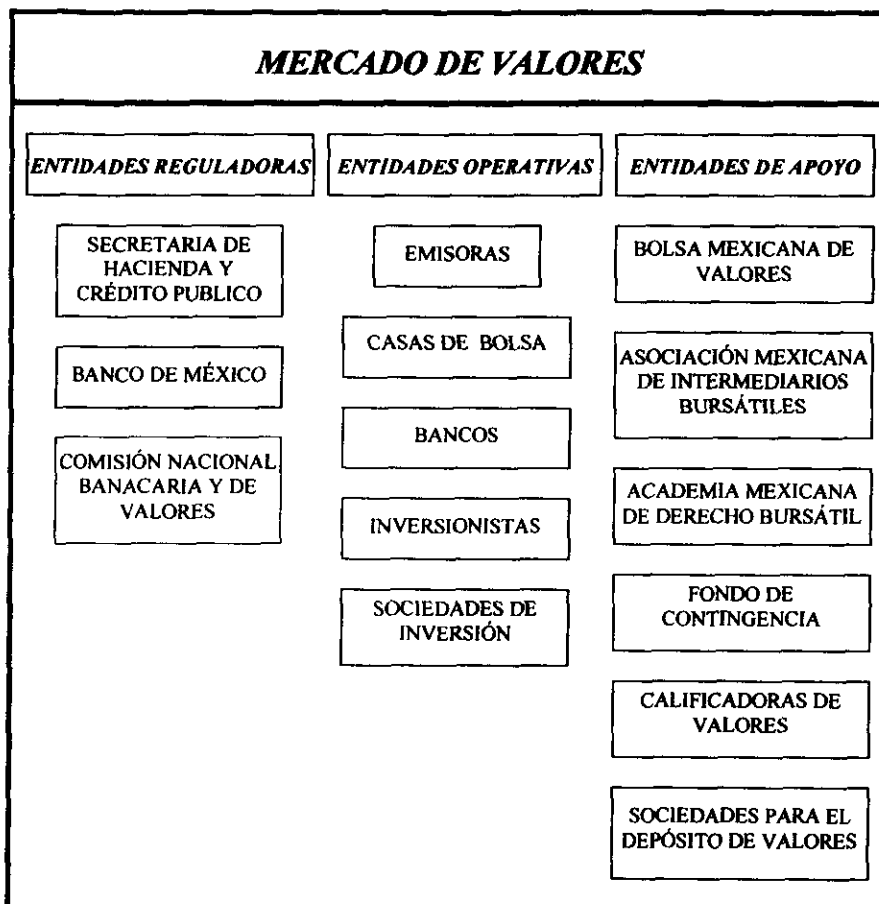 MERCADO DE VALORES
ENTIDADES REGULADORAS
SECRETARIA DE
HACIENDA Y
CRÉDITO PUBLICO
BANCO DE MÉXICO
COMISIÓN NACIONAL
BANACARIA Y DE
VALORES
ENTIDADES OPERATIVAS
EMISORAS
CASAS DE BOLSA
BANCOS
INVERSIONISTAS
SOCIEDADES DE
INVERSIÓN
ENTIDADES DE APOYO
BOLSA MEXICANA DE
VALORES
ASOCIACIÓN MEXICANA
DE INTERMEDIARIOS
BURSÁTILES
ACADEMIA MEXICANA
DE DERECHO BURSÁTIL
FONDO DE
CONTINGENCIA
CALIFICADORAS DE
VALORES
SOCIEDADES PARA EL
DEPÓSITO DE VALORES